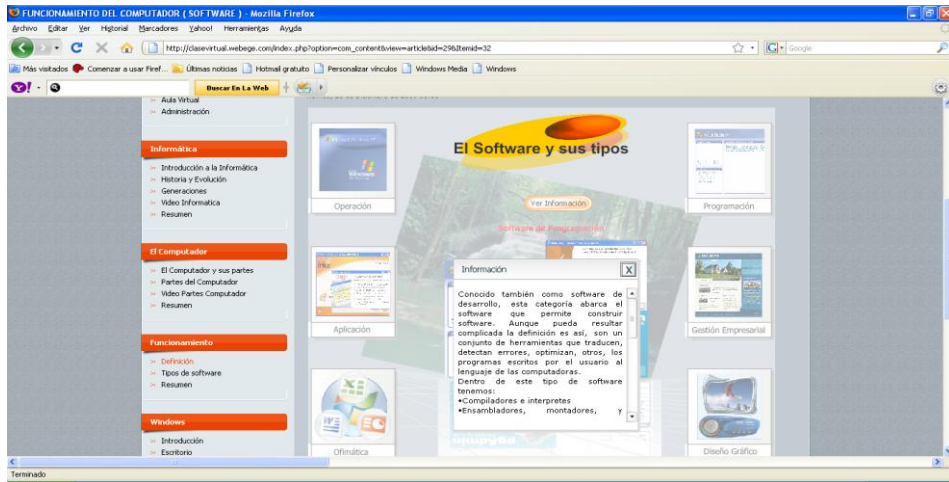 FUNCIONAMIENTO DEL COMPUTADOR ( SOFTWARE ) - Mozilla Firefox
Archivo Editar Ver Historial Marcadores Yahoo! Herramientas Ayuda
http://clasevirtual.webege.com/index.php?option=com_content&view=article&id=29&Itemid=32
Google
Más visitados Comenzar a usar Firef... Últimas noticias Hotmail gratuito Personalizar vínculos Windows Media Windows
Buscar En La Web
Aula Virtual
Administración
Informática
Introducción a la Informática
Historia y Evolución
Generaciones
Video Informatica
Resumen
El Computador
El Computador y sus partes
Partes del Computador
Video Partes Computador
Resumen
Funcionamiento
Definición
Tipos de software
Resumen
Windows
Introducción
Escritorio
El Software y sus tipos
Ver Información
Software de Programación
Operación
Programación
Aplicación
Gestión Empresarial
Ofimática
Diseño Gráfico
Información
X
Conocido también como software de
desarrollo, esta categoría abarca el
software que permite construir
software. Aunque pueda resultar
complicada la definición es así, son un
conjunto de herramientas que traducen,
detectan errores, optimizan, otros, los
programas escritos por el usuario al
lenguaje de las computadoras.
Dentro de este tipo de software
tenemos:
•Compiladores e interpretes
•Ensambladores, montadores, y
Terminado